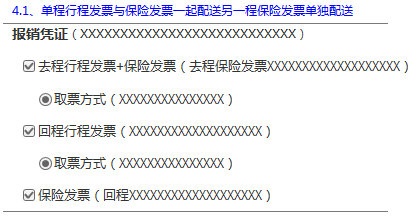 4.1、单程行程发票与保险发票一起配送另一程保险发票单独配送
报销凭证（XXXXXXXXXXXXXXXXXXXXXXXXXXX）
去程行程发票+保险发票（去程保险发票XXXXXXXXXXXXXXXXXXX）
取票方式（XXXXXXXXXXXXXXX）
回程行程发票（XXXXXXXXXXXXXXXXXXX）
取票方式（XXXXXXXXXXXXXXX）
保险发票（回程XXXXXXXXXXXXXXXXXXX）